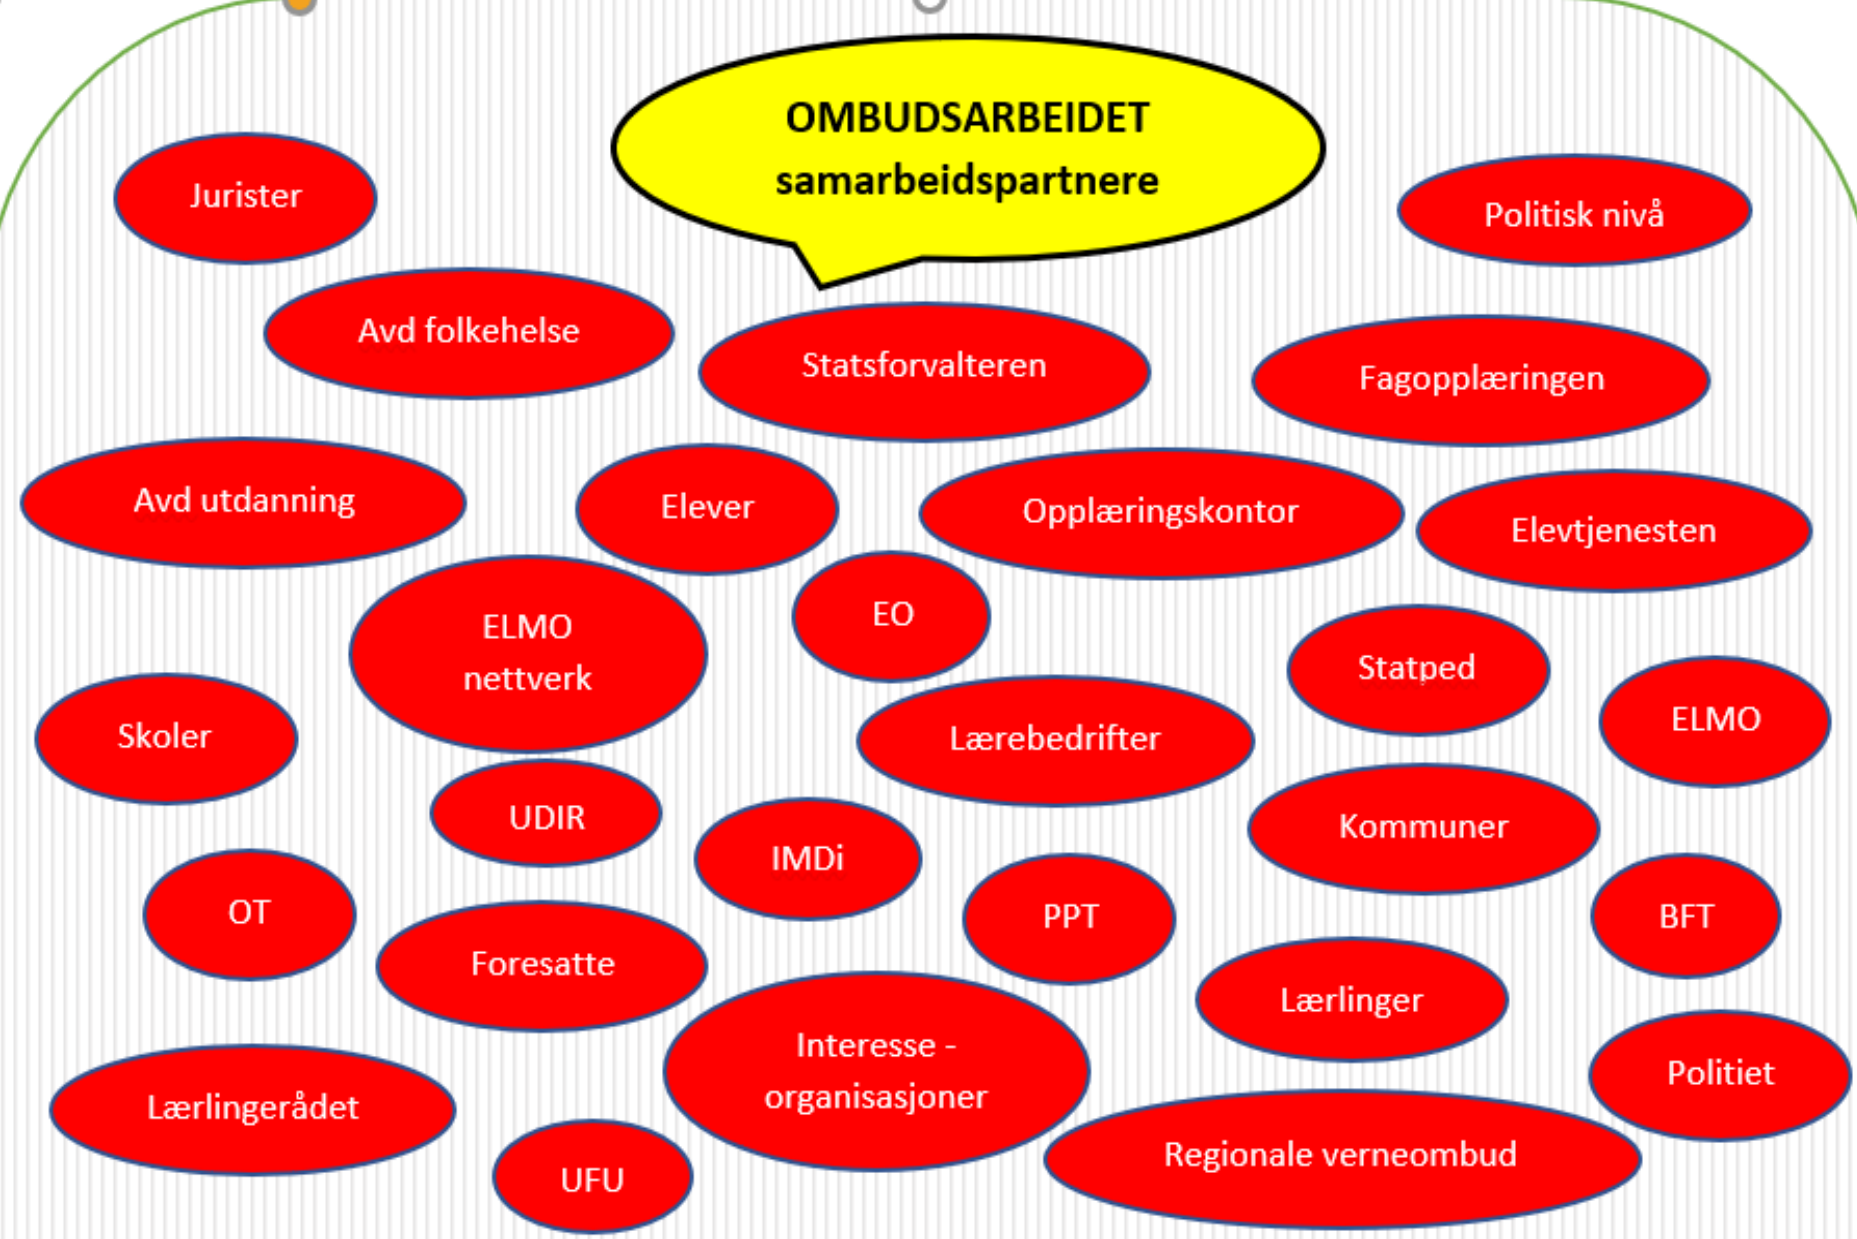 OMBUDSARBEIDET
samarbeidspartnere
Jurister
Politisk nivå
Avd folkehelse
Statsforvalteren
Fagopplæringen
Avd utdanning
Elever
Opplæringskontor
Elevtjenesten
ELMO
nettverk
EO
Statped
Skoler
Lærebedrifter
ELMO
UDIR
IMDi
Kommuner
OT
Foresatte
PPT
BFT
Lærlinger
Interesse -
organisasjoner
Politiet
Lærlingerådet
UFU
Regionale verneombud